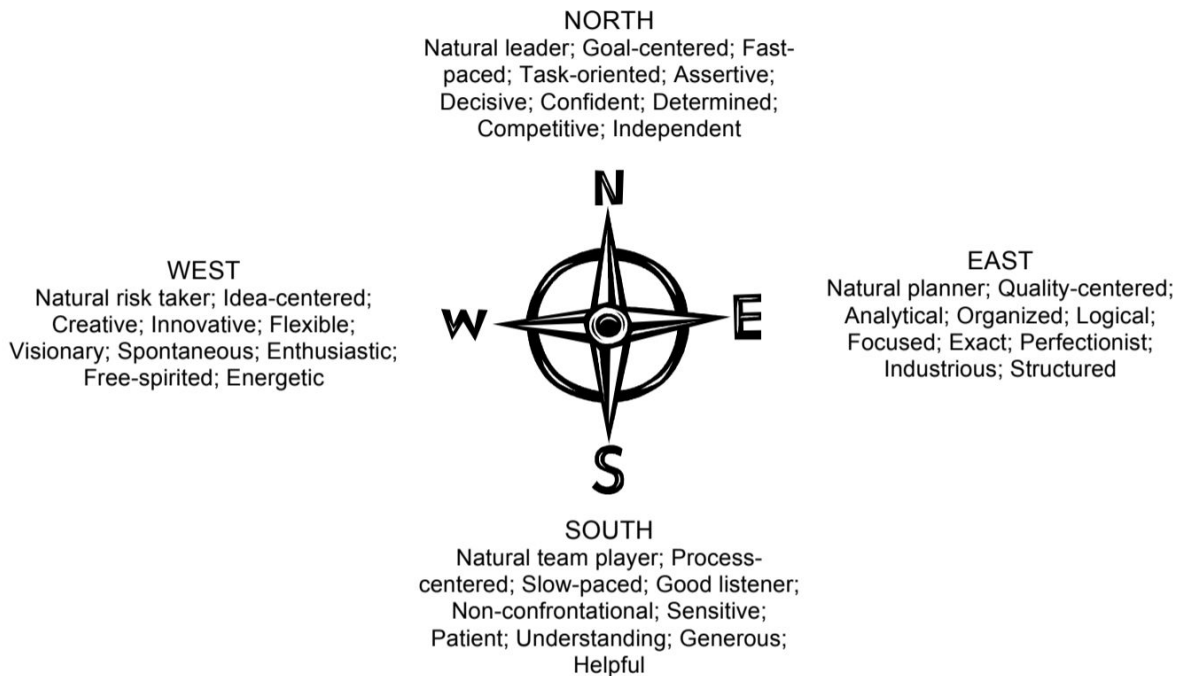 NORTH
Natural leader; Goal-centered; Fast-
paced; Task-oriented; Assertive;
Decisive; Confident; Determined;
Competitive; Independent
N
WEST
Natural risk taker; Idea-centered;
Creative; Innovative; Flexible;
Visionary; Spontaneous; Enthusiastic;
Free-spirited; Energetic
W
E
EAST
Natural planner; Quality-centered;
Analytical; Organized; Logical;
Focused; Exact; Perfectionist;
Industrious; Structured
S
SOUTH
Natural team player; Process-
centered; Slow-paced; Good listener;
Non-confrontational; Sensitive;
Patient; Understanding; Generous;
Helpful